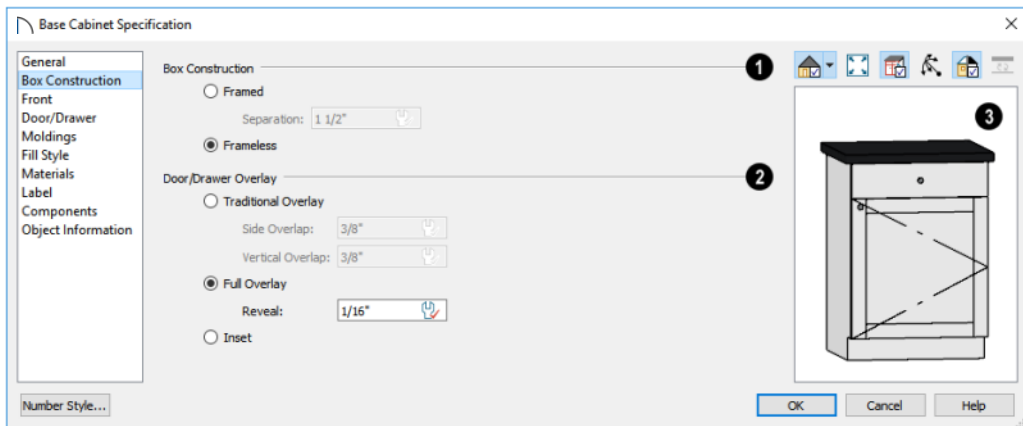 Base Cabinet Specification
General
Box Construction
Front
Door/Drawer
Moldings
Fill Style
Materials
Label
Components
Object Information
Box Construction
1
Framed
Separation: 1 1/2"
Frameless
Door/Drawer Overlay
2
Traditional Overlay
Side Overlap: 3/8"
Vertical Overlap: 3/8"
Full Overlay
Reveal: 1/16"
Inset
3
Number Style...
OK Cancel Help